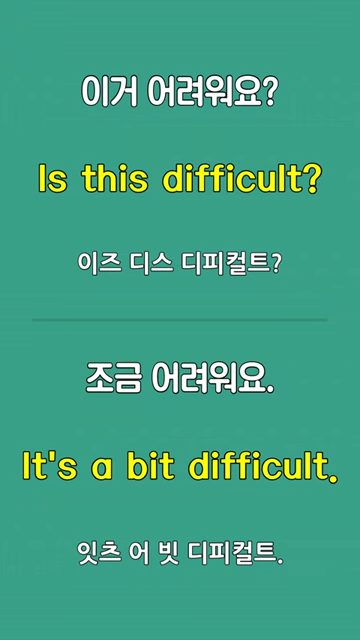 이거 어려워요?
Is this difficult?
이즈 디스 디피컬트?
조금 어려워요.
It's a bit difficult.
잇츠 어 빗 디피컬트.